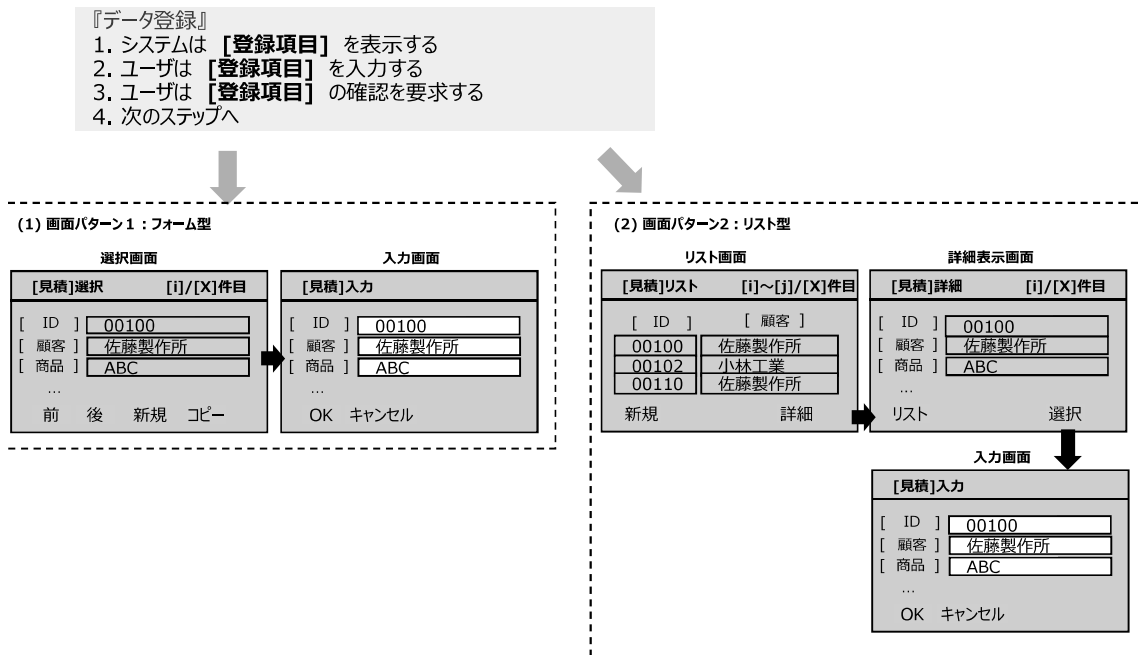 『データ登録』
1. システムは [登録項目] を表示する
2. ユーザは [登録項目] を入力する
3. ユーザは [登録項目] の確認を要求する
4. 次のステップへ
(1) 画面パターン１：フォーム型
選択画面
[見積]選択 [i]/[X]件目
[ ID ] 00100
[ 顧客 ] 佐藤製作所
[ 商品 ] ABC
…
前 後 新規 コピー
入力画面
[見積]入力
[ ID ] 00100
[ 顧客 ] 佐藤製作所
[ 商品 ] ABC
…
OK キャンセル
(2) 画面パターン2：リスト型
リスト画面
[見積]リスト [i]～[j]/[X]件目
[ ID ] [ 顧客 ]
00100 佐藤製作所
00102 小林工業
00110 佐藤製作所
新規 詳細
詳細表示画面
[見積]詳細 [i]/[X]件目
[ ID ] 00100
[ 顧客 ] 佐藤製作所
[ 商品 ] ABC
…
リスト 選択
入力画面
[見積]入力
[ ID ] 00100
[ 顧客 ] 佐藤製作所
[ 商品 ] ABC
…
OK キャンセル